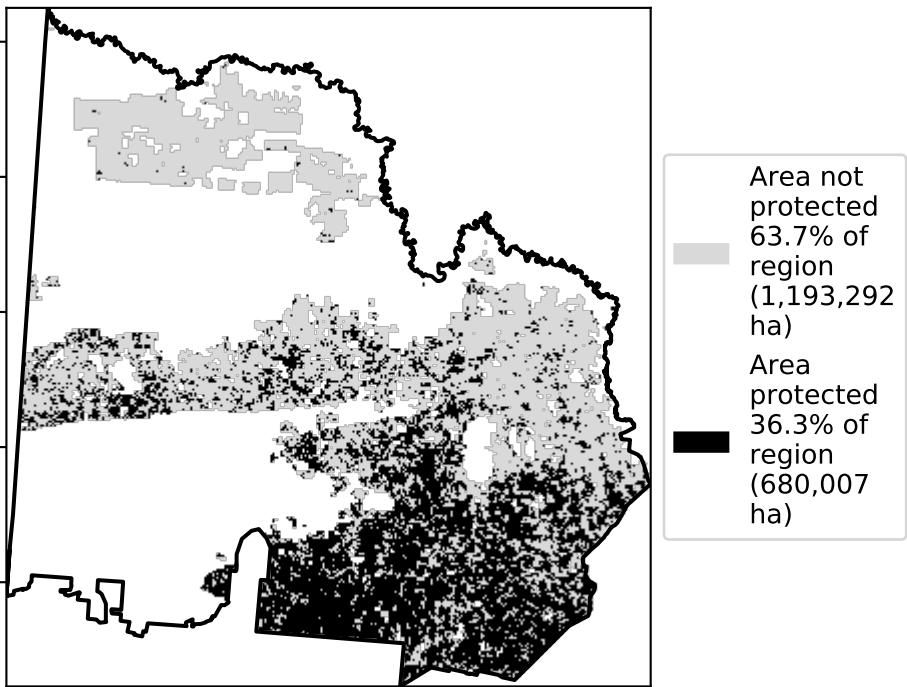 Area not
protected
63.7% of
region
(1,193,292
ha)
Area
protected
36.3% of
region
(680,007
ha)